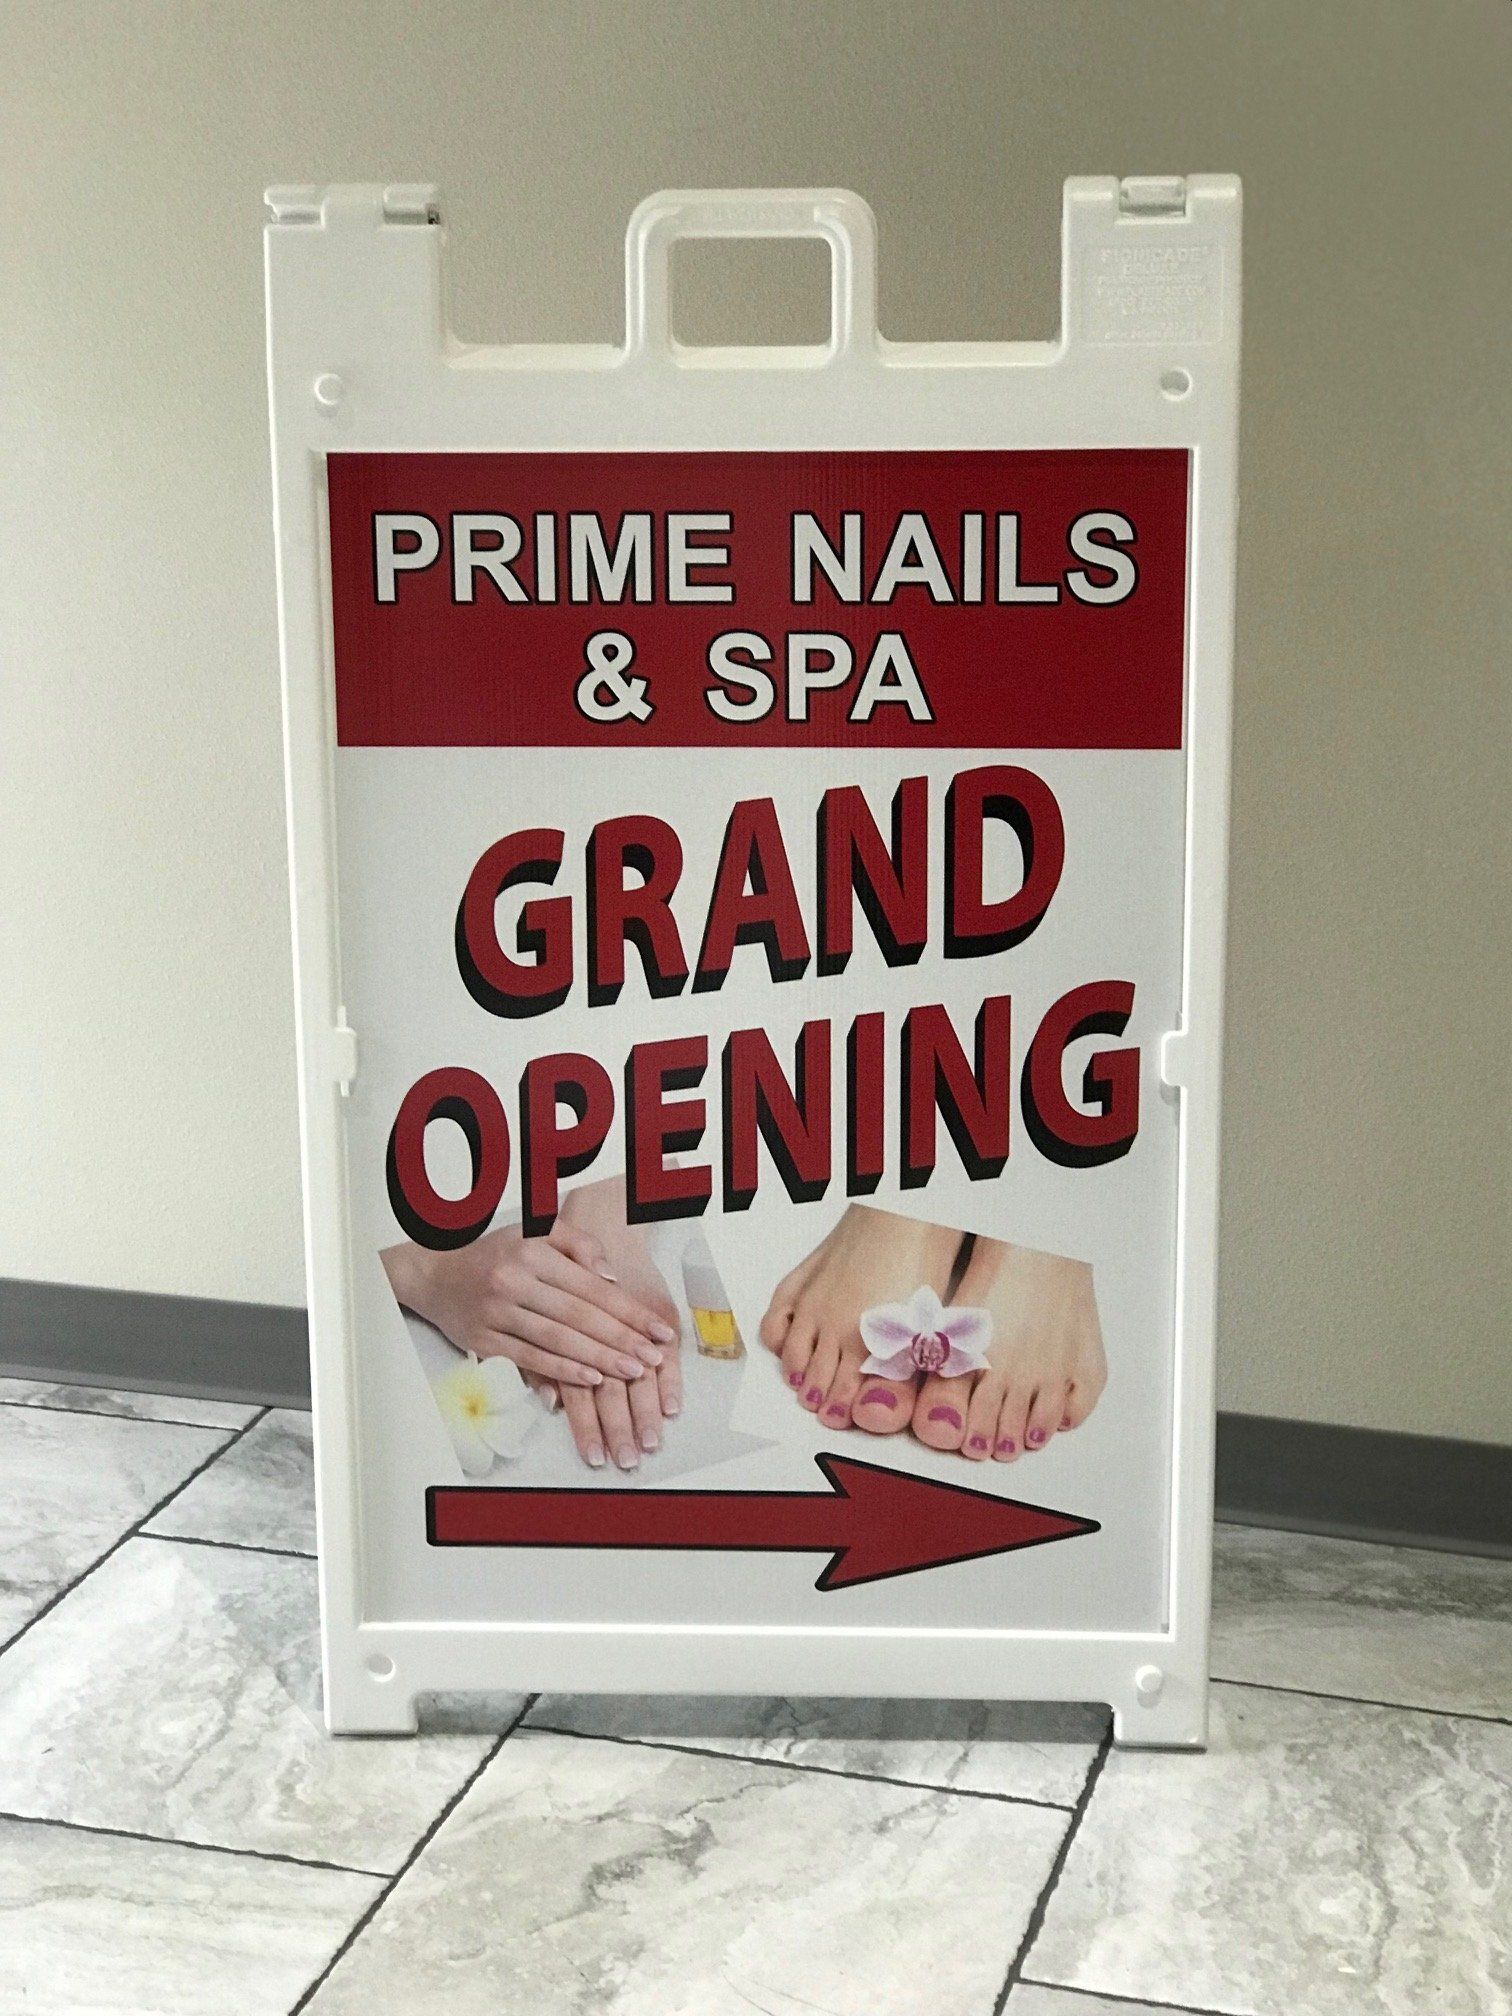 PRIME NAILS
& SPA
GRAND
OPENING